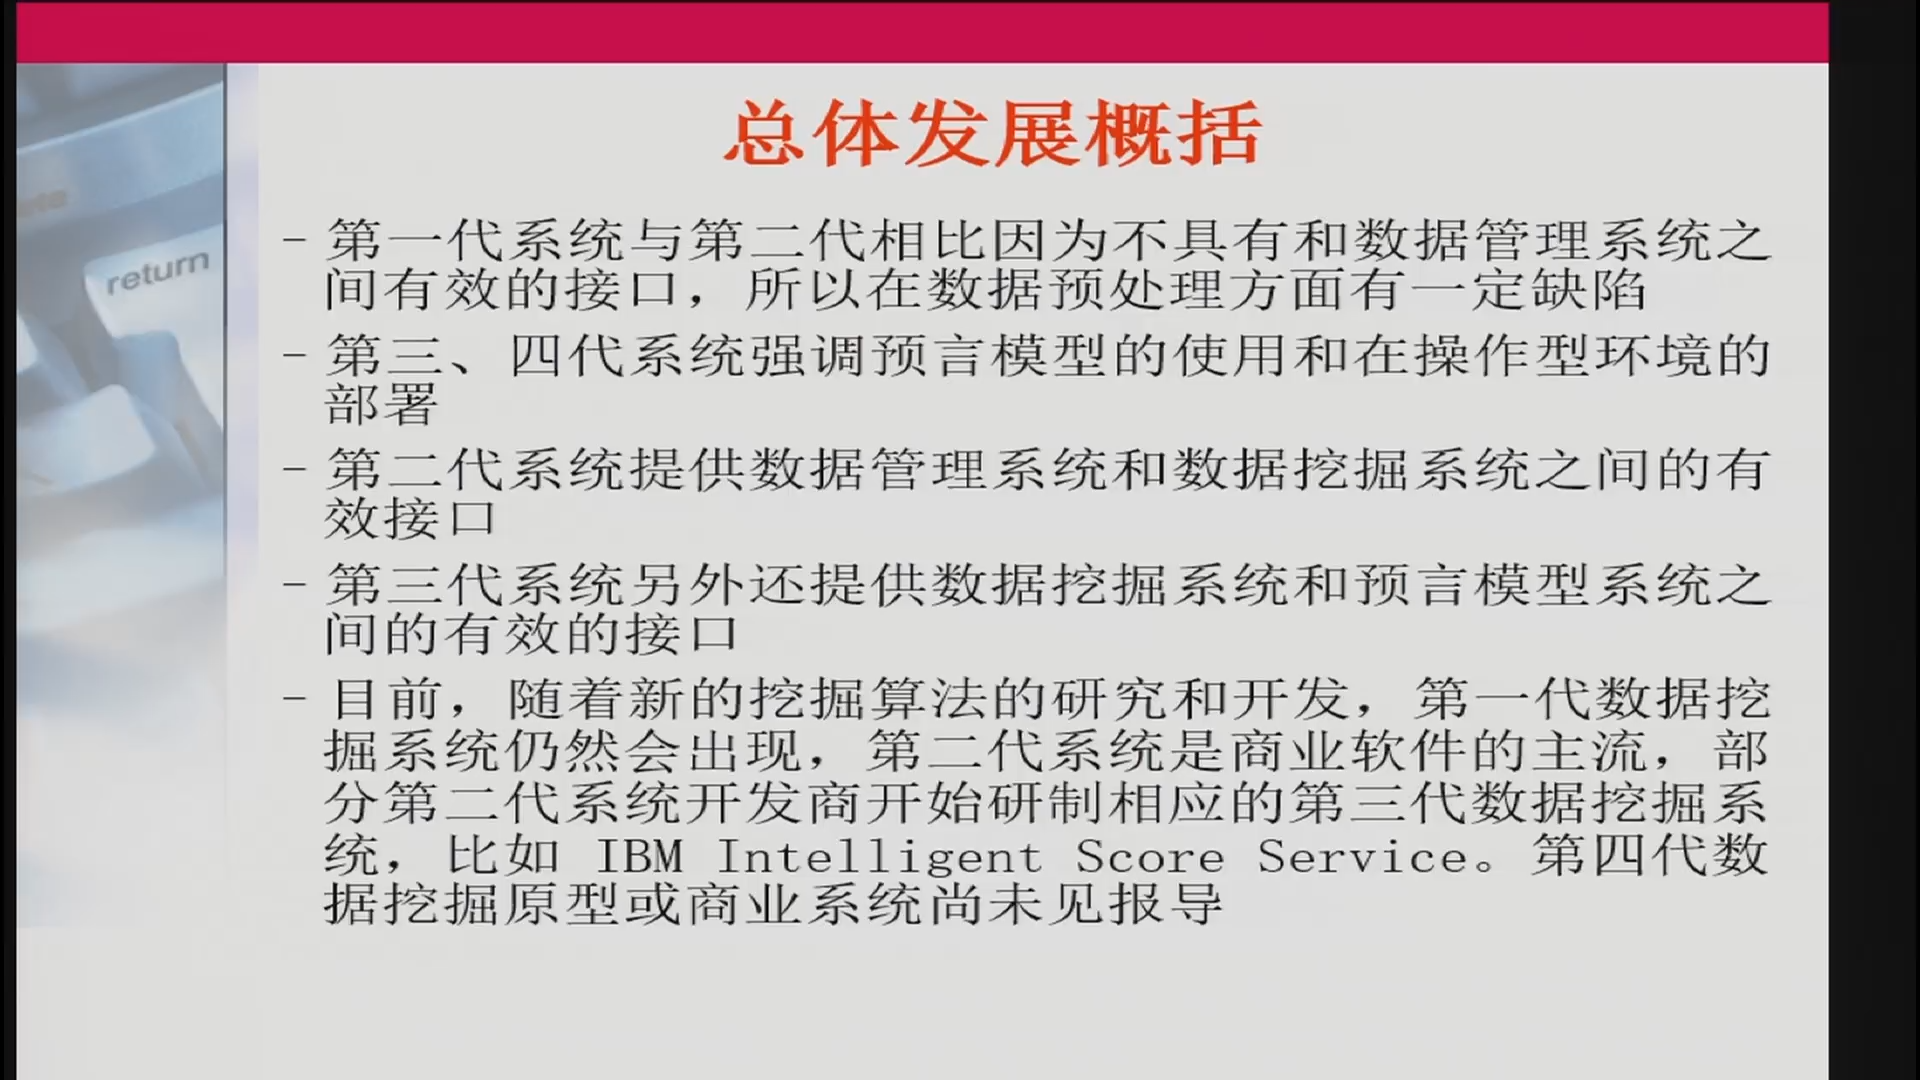 总体发展概括
– 第一代系统与第二代相比因为不具有和数据管理系统之
间有效的接口，所以在数据预处理方面有一定缺陷
– 第三、四代系统强调预言模型的使用和在操作型环境的
部署
– 第二代系统提供数据管理系统和数据挖掘系统之间的有
效接口
– 第三代系统另外还提供数据挖掘系统和预言模型系统之
间的有效的接口
– 目前，随着新的挖掘算法的研究和开发，第一代数据挖
掘系统仍然会出现，第二代系统是商业软件的主流，部
分第二代系统开发商开始研制相应的第三代数据挖掘系
统，比如 IBM Intelligent Score Service。第四代数
据挖掘原型或商业系统尚未见报导
return